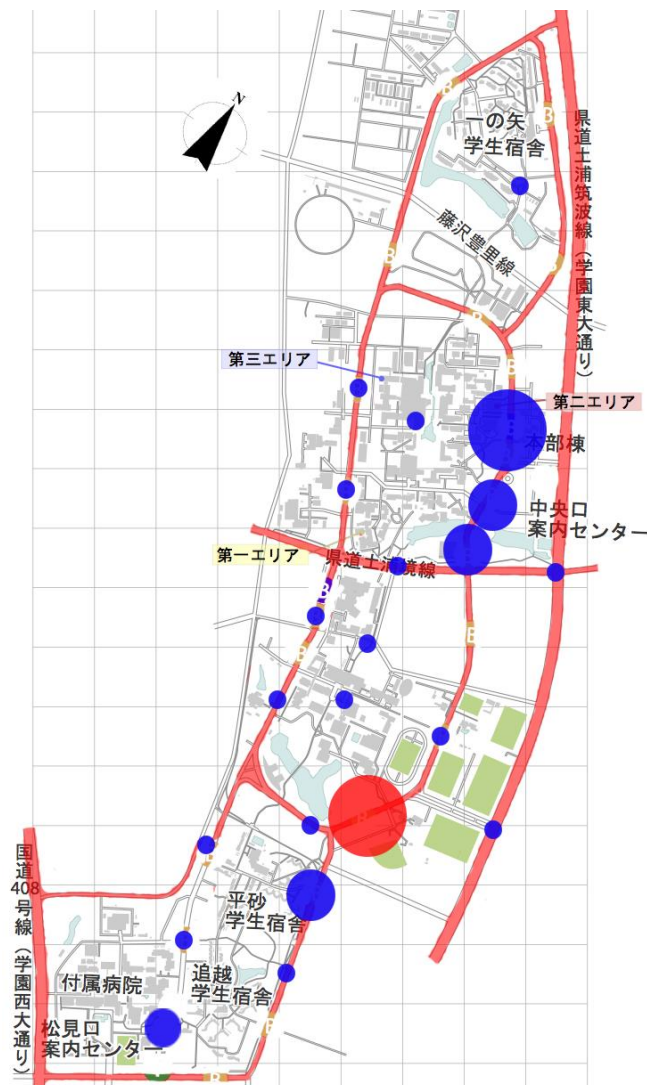 N
一の矢
学生宿舎
県道土浦筑波線(学園東大通り)
藤沢豊里線
B
B
B
B
B
B
第三エリア
第二エリア
本部棟
中央口
案内センター
第一エリア
県道土浦境線
B
B
B
B
B
国道408号線(学園西大通り)
平砂
学生宿舎
追越
学生宿舎
付属病院
松見口
案内センター
B
B